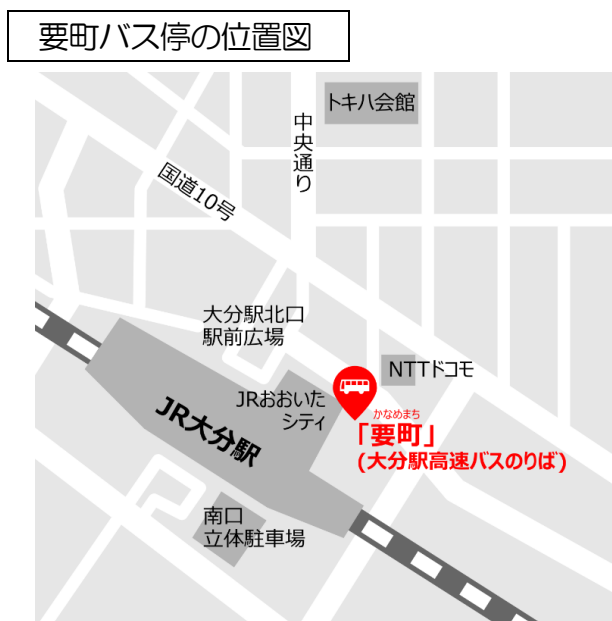 要町バス停の位置図
トキハ会館
中央通り
国道10号
大分駅北口
駅前広場
NTTドコモ
JRおおいた
シティ
JR大分駅
かなめまち
「要町」
(大分駅高速バスのりば)
南口
立体駐車場